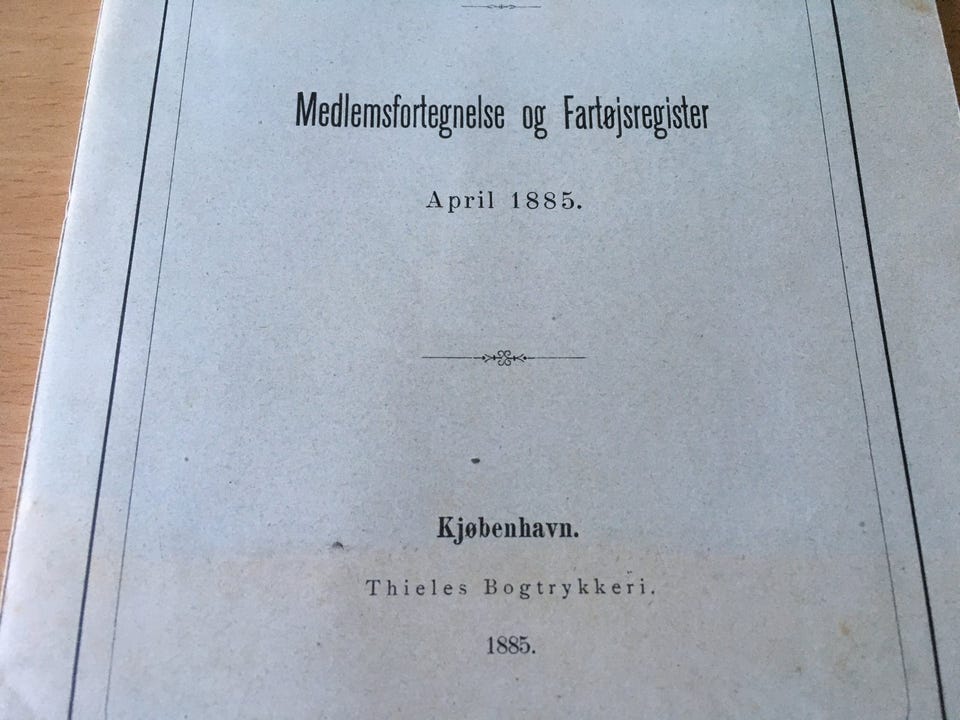 Medlemsfortegnelse og Fartøjsregister
April 1885.
Kjøbenhavn.
Thieles Bogtrykkeri.
1885.